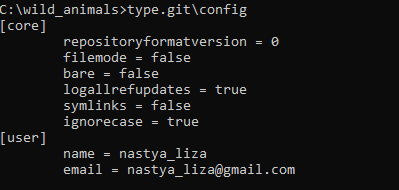 C:\wild_animals>type.git\config
[core]
        repositoryformatversion = 0
        filemode = false
        bare = false
        logallrefupdates = true
        symlinks = false
        ignorecase = true
[user]
        name = nastya_liza
        email = nastya_liza@gmail.com